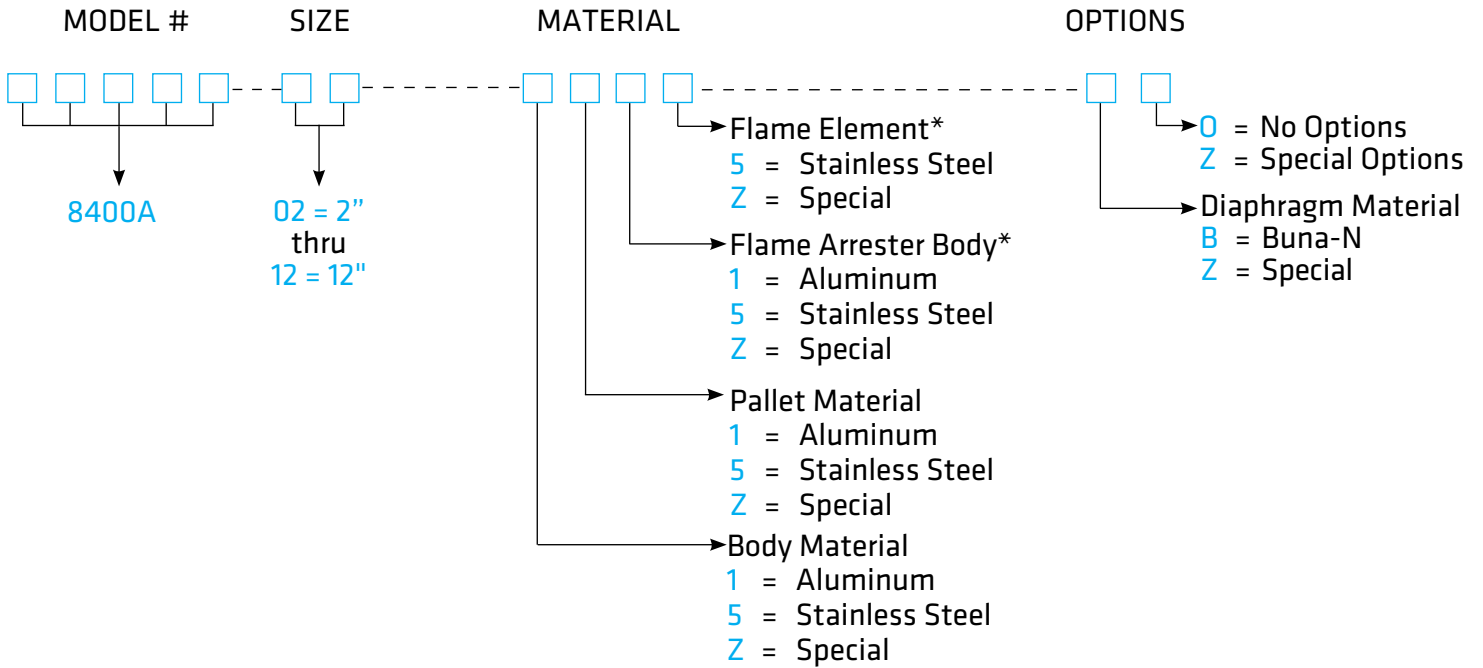 MODEL #
SIZE
MATERIAL
OPTIONS
8400A
02 = 2”
thru
12 = 12"
Flame Element*
5 = Stainless Steel
Z = Special
Flame Arrester Body*
1 = Aluminum
5 = Stainless Steel
Z = Special
Pallet Material
1 = Aluminum
5 = Stainless Steel
Z = Special
Body Material
1 = Aluminum
5 = Stainless Steel
Z = Special
O = No Options
Z = Special Options
Diaphragm Material
B = Buna-N
Z = Special